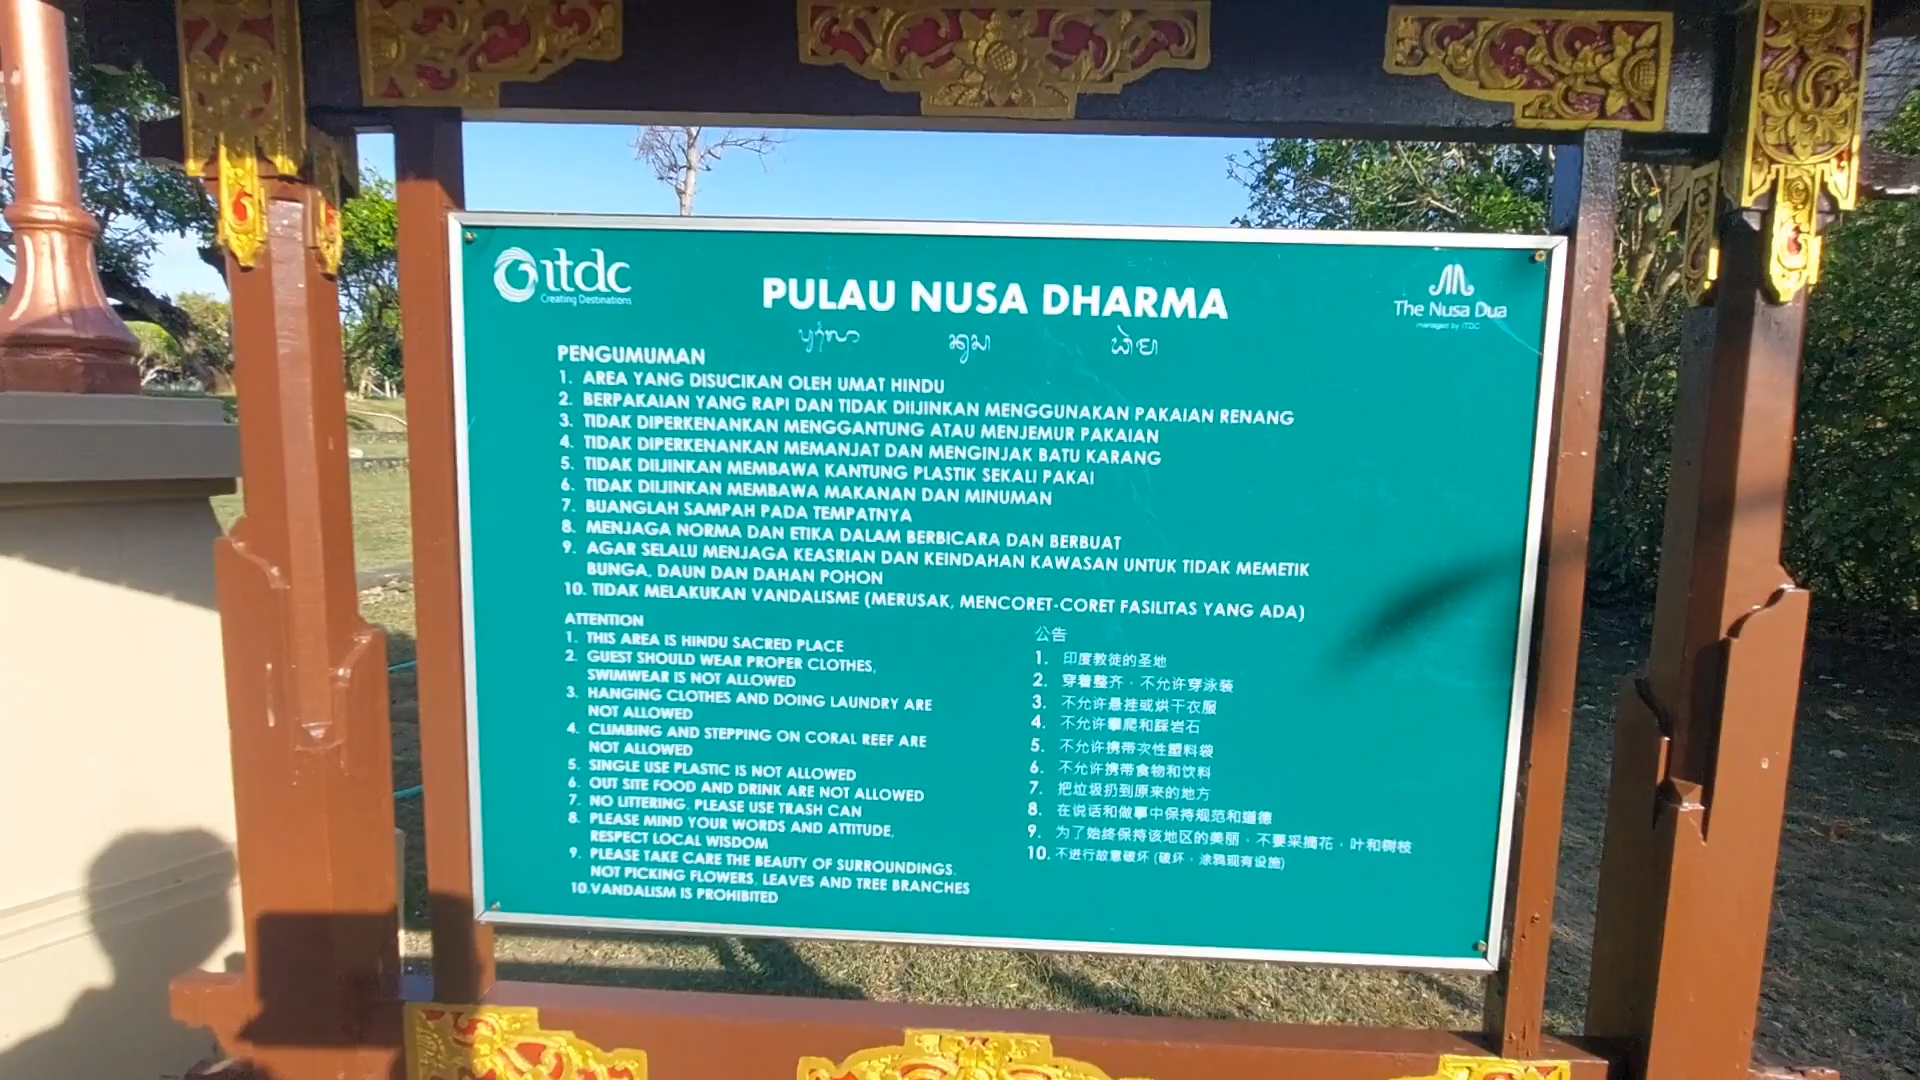 itdc
Creating Destinations
PULAU NUSA DHARMA
The Nusa Dua
managed by ITDC
PENGUMUMAN
1. AREA YANG DISUCIKAN OLEH UMAT HINDU
2. BERPAKAIAN YANG RAPI DAN TIDAK DIIJINKAN MENGGUNAKAN PAKAIAN RENANG
3. TIDAK DIPERKENANKAN MENGGANTUNG ATAU MENJEMUR PAKAIAN
4. TIDAK DIPERKENANKAN MEMANJAT DAN MENGINJAK BATU KARANG
5. TIDAK DIIJINKAN MEMBAWA KANTUNG PLASTIK SEKALI PAKAI
6. TIDAK DIIJINKAN MEMBAWA MAKANAN DAN MINUMAN
7. BUANGLAH SAMPAH PADA TEMPATNYA
8. MENJAGA NORMA DAN ETIKA DALAM BERBICARA DAN BERBUAT
9. AGAR SELALU MENJAGA KEASRIAN DAN KEINDAHAN KAWASAN UNTUK TIDAK MEMETIK
BUNGA, DAUN DAN DAHAN POHON
10. TIDAK MELAKUKAN VANDALISME (MERUSAK, MENCORET-CORET FASILITAS YANG ADA)
ATTENTION
1. THIS AREA IS HINDU SACRED PLACE
2. GUEST SHOULD WEAR PROPER CLOTHES,
SWIMWEAR IS NOT ALLOWED
3. HANGING CLOTHES AND DOING LAUNDRY ARE
NOT ALLOWED
4. CLIMBING AND STEPPING ON CORAL REEF ARE
NOT ALLOWED
5. SINGLE USE PLASTIC IS NOT ALLOWED
6. OUT SITE FOOD AND DRINK ARE NOT ALLOWED
7. NO LITTERING. PLEASE USE TRASH CAN
8. PLEASE MIND YOUR WORDS AND ATTITUDE,
RESPECT LOCAL WISDOM
9. PLEASE TAKE CARE THE BEAUTY OF SURROUNDINGS.
NOT PICKING FLOWERS, LEAVES AND TREE BRANCHES
10.VANDALISM IS PROHIBITED
公告
1. 印度教徒的圣地
2. 穿着整齐，不允许穿泳装
3. 不允许悬挂或烘干衣服
4. 不允许攀爬和踩岩石
5. 不允许携带次性塑料袋
6. 不允许携带食物和饮料
7. 把垃圾扔到原来的地方
8. 在说话和做事中保持规范和道德
9. 为了始终保持该地区的美丽，不要采摘花，叶和树枝
10. 不进行故意破坏 (破坏，涂鸦现有设施)